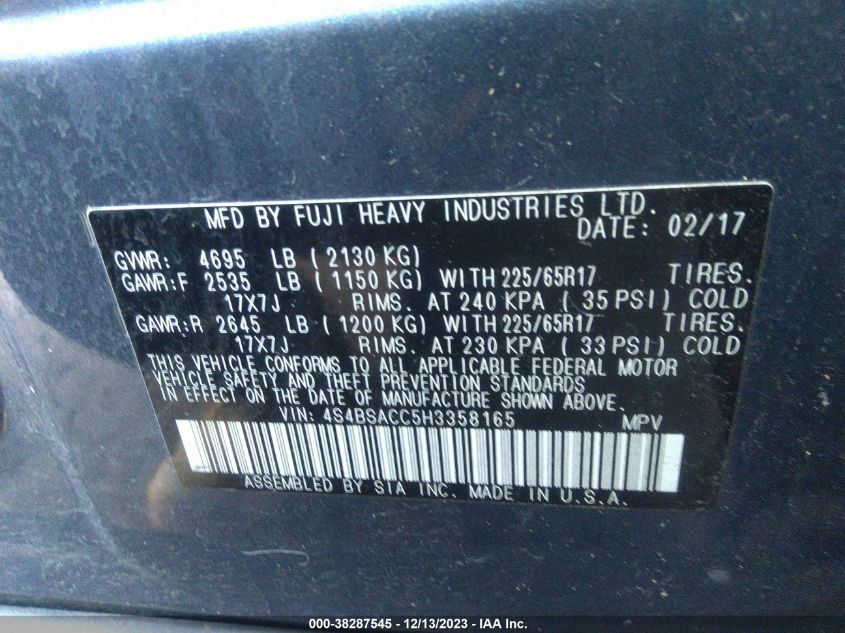 MFD BY FUJI HEAVY INDUSTRIES LTD.
DATE: 02/17
GVWR: 4695 LB ( 2130 KG)
GAWR:F 2535 LB ( 1150 KG) WITH 225/65R17 TIRES.
17X7J RIMS. AT 240 KPA ( 35 PSI) COLD
GAWR:R 2645 LB ( 1200 KG) WITH 225/65R17 TIRES.
17X7J RIMS. AT 230 KPA ( 33 PSI) COLD
THIS VEHICLE CONFORMS TO ALL APPLICABLE FEDERAL MOTOR
VEHICLE SAFETY AND THEFT PREVENTION STANDARDS
IN EFFECT ON THE DATE OF MANUFACTURE SHOWN ABOVE.
VIN: 4S4BSACC5H3358165 MPV
ASSEMBLED BY SIA INC. MADE IN U.S.A.
000-38287545 - 12/13/2023 - IAA Inc.